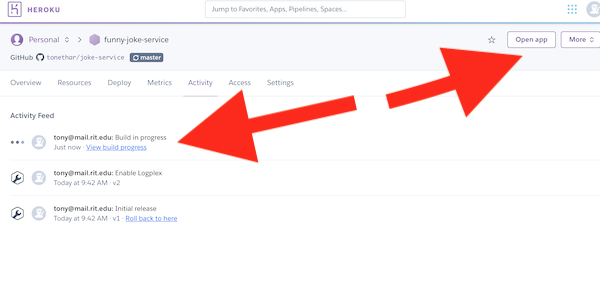 HEROKU
Jump to Favorites, Apps, Pipelines, Spaces...
Personal
funny-joke-service
Open app
More
GitHub tonethar/joke-service master
Overview Resources Deploy Metrics Activity Access Settings
Activity Feed
tony@mail.rit.edu: Build in progress
Just now · View build progress
tony@mail.rit.edu: Enable Logplex
Today at 9:42 AM · v2
tony@mail.rit.edu: Initial release
Today at 9:42 AM · v1 · Roll back to here